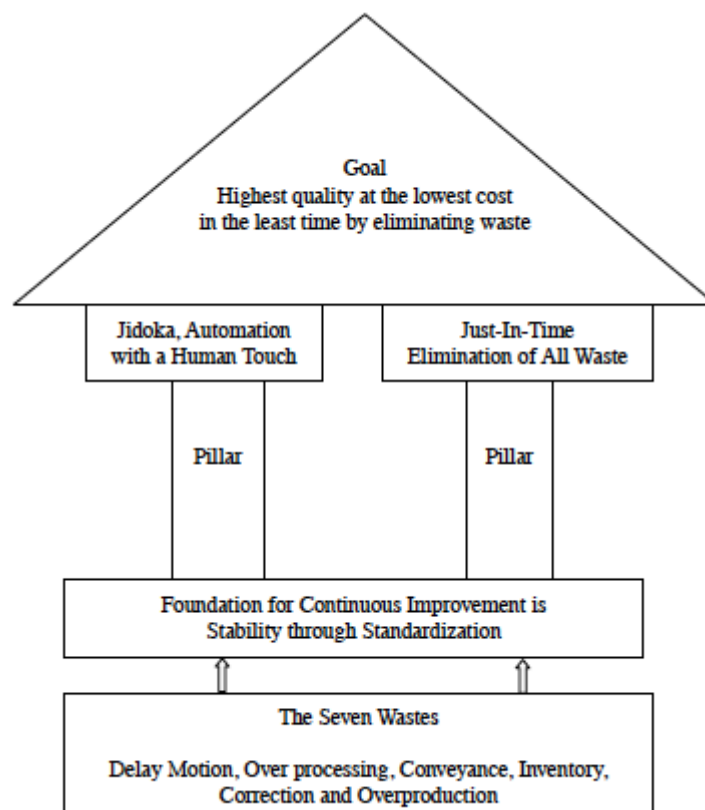 Goal
Highest quality at the lowest cost
in the least time by eliminating waste
Jidoka, Automation
with a Human Touch
Just-In-Time
Elimination of All Waste
Pillar
Pillar
Foundation for Continuous Improvement is
Stability through Standardization
The Seven Wastes
Delay Motion, Over processing, Conveyance, Inventory,
Correction and Overproduction